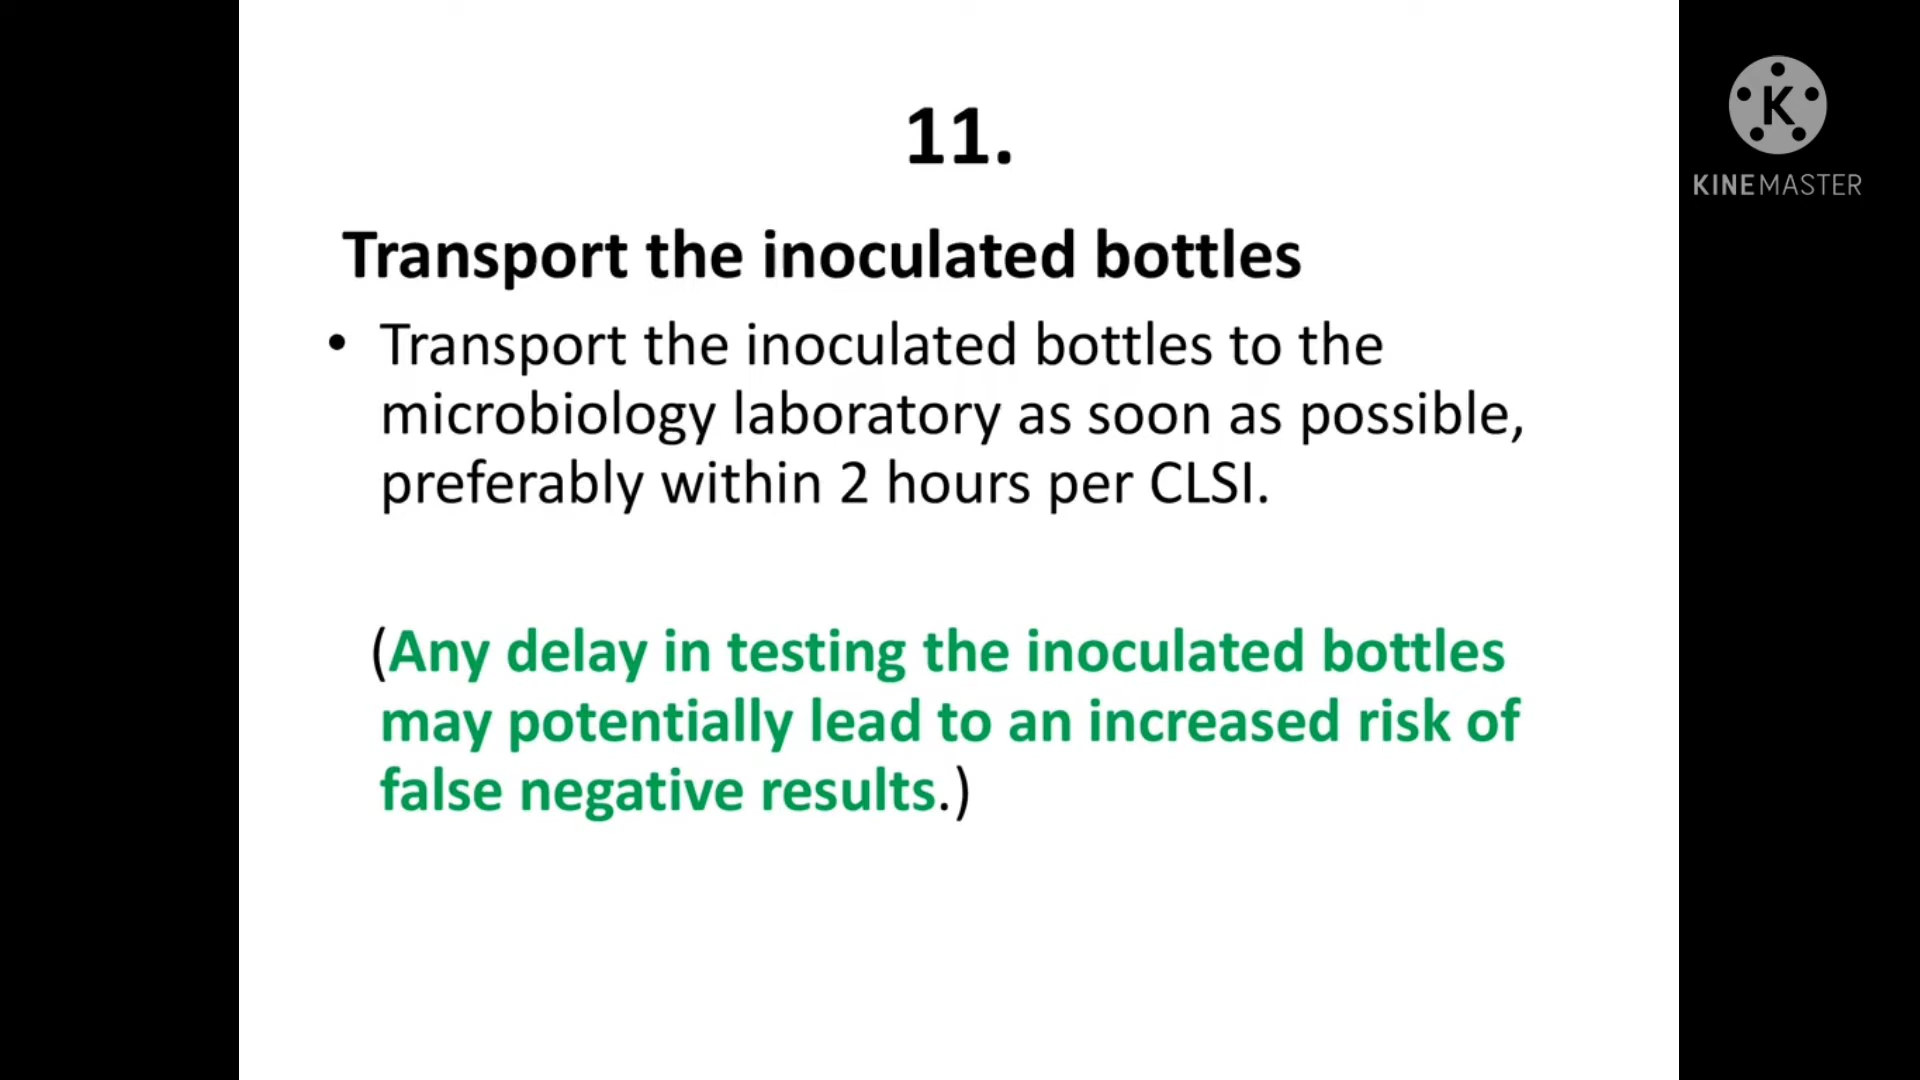 11.
Transport the inoculated bottles
• Transport the inoculated bottles to the
microbiology laboratory as soon as possible,
preferably within 2 hours per CLSI.
(Any delay in testing the inoculated bottles
may potentially lead to an increased risk of
false negative results.)
K
KINEMASTER